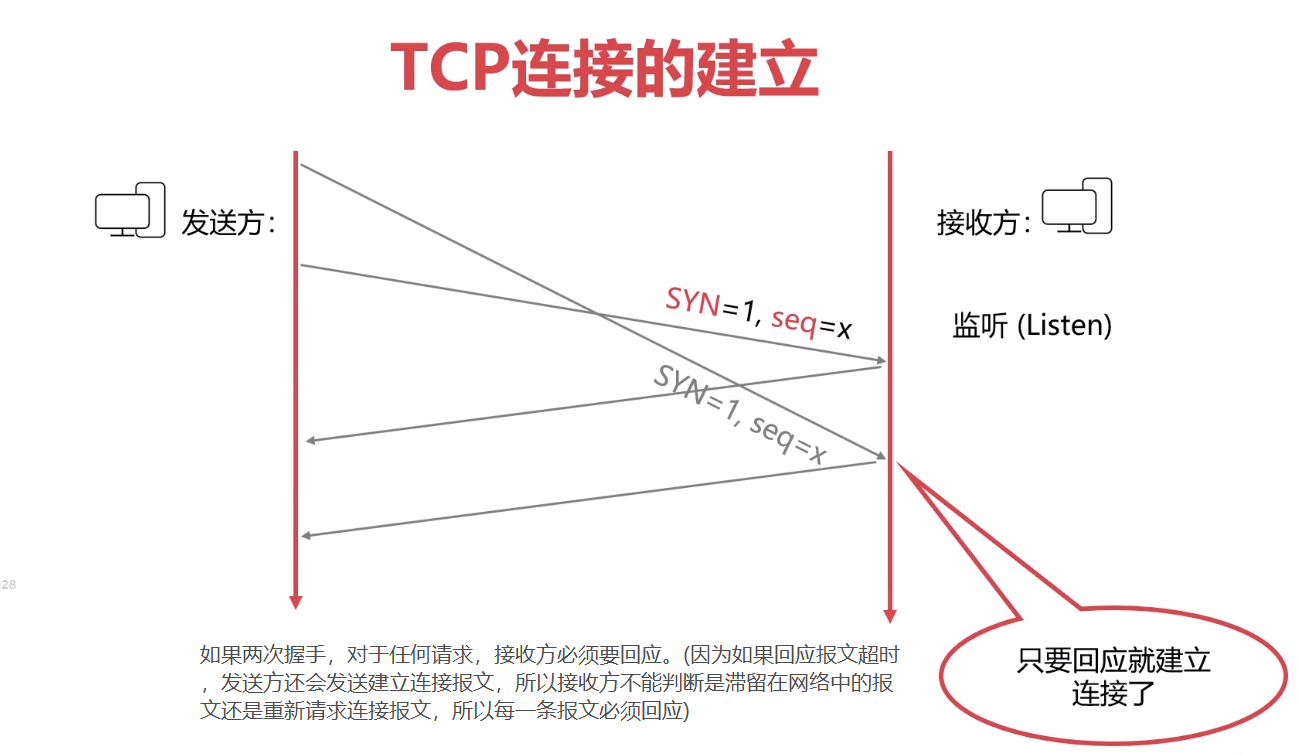 TCP连接的建立
发送方：
接收方：
SYN=1, seq=x
监听 (Listen)
SYN=1, seq=x
如果两次握手，对于任何请求，接收方必须要回应。(因为如果回应报文超时
，发送方还会发送建立连接报文，所以接收方不能判断是滞留在网络中的报
文还是重新请求连接报文，所以每一条报文必须回应)
只要回应就建立
连接了